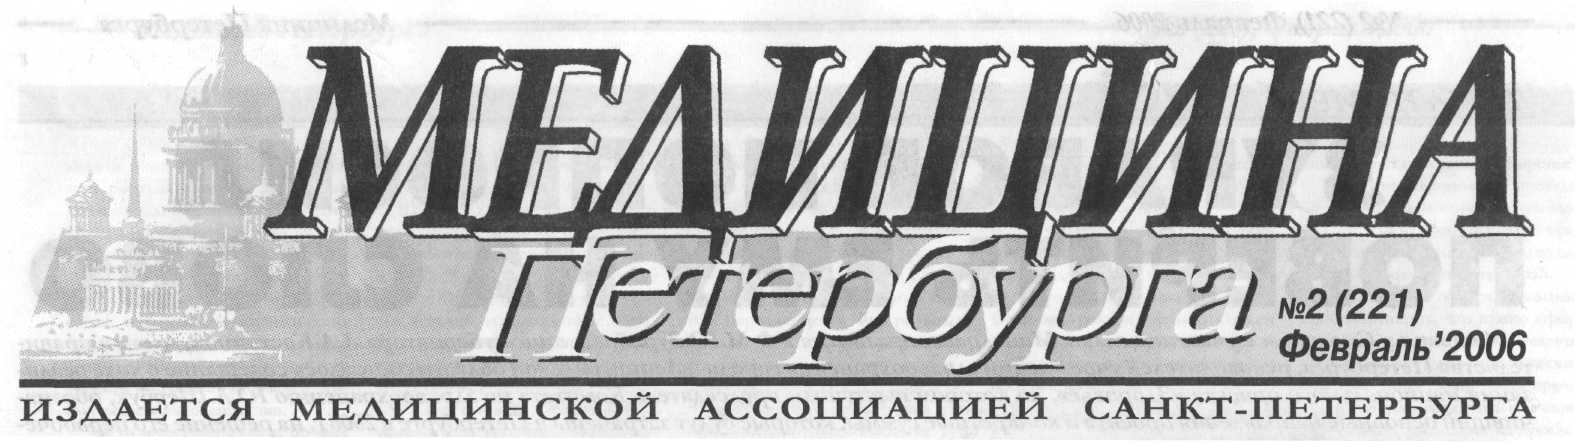 МЕДИЦИНА
Петербурга
№2 (221)
Февраль’2006
ИЗДАЕТСЯ МЕДИЦИНСКОЙ АССОЦИАЦИЕЙ САНКТ-ПЕТЕРБУРГА